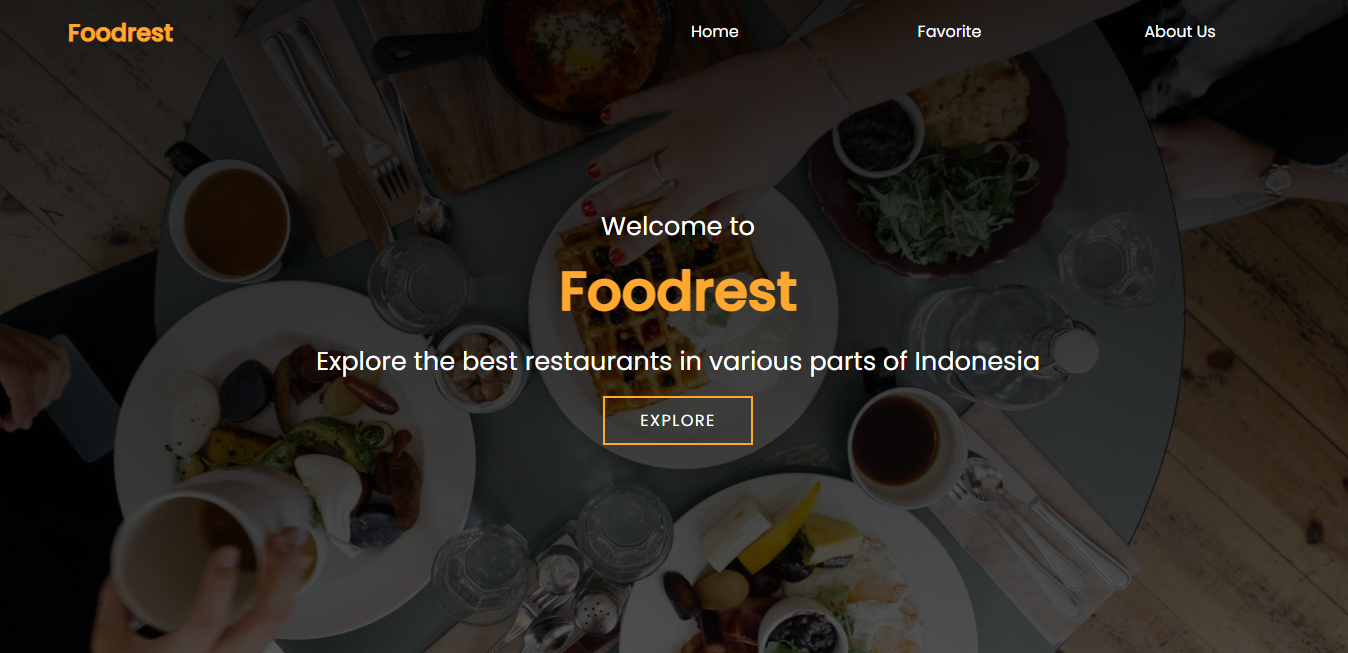 Foodrest
Home
Favorite
About Us
Welcome to
Foodrest
Explore the best restaurants in various parts of Indonesia
EXPLORE